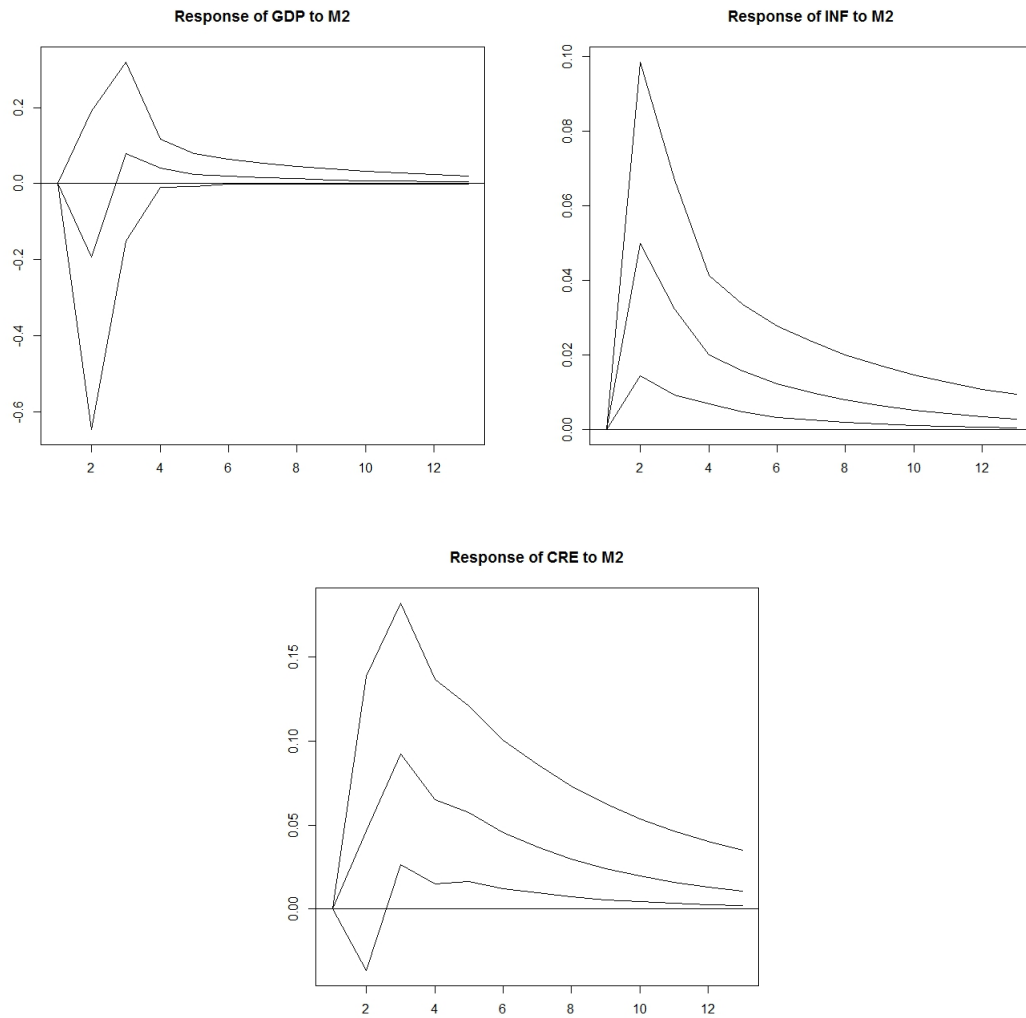 Response of GDP to M2
0.2
0.0
-0.2
-0.4
-0.6
2 4 6 8 10 12
Response of INF to M2
0.10
0.08
0.06
0.04
0.02
0.00
2 4 6 8 10 12
Response of CRE to M2
0.15
0.10
0.05
0.00
2 4 6 8 10 12